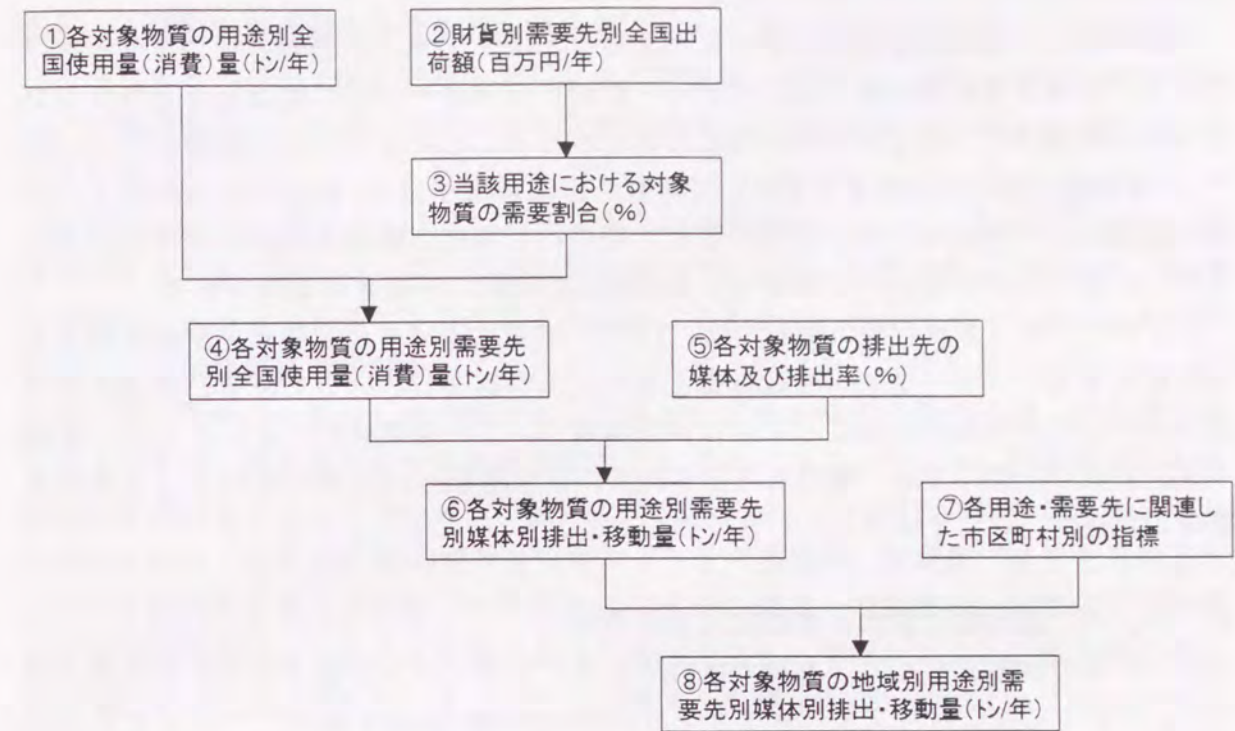 ①各対象物質の用途別全
国使用量(消費)量(トン/年)
②財貨別需要先別全国出
荷額(百万円/年)
③当該用途における対象
物質の需要割合(%)
④各対象物質の用途別需要先
別全国使用量(消費)量(トン/年)
⑤各対象物質の排出先の
媒体及び排出率(%)
⑥各対象物質の用途別需要先
別媒体別排出・移動量(トン/年)
⑦各用途・需要先に関連し
た市区町村別の指標
⑧各対象物質の地域別用途別需
要先別媒体別排出・移動量(トン/年)